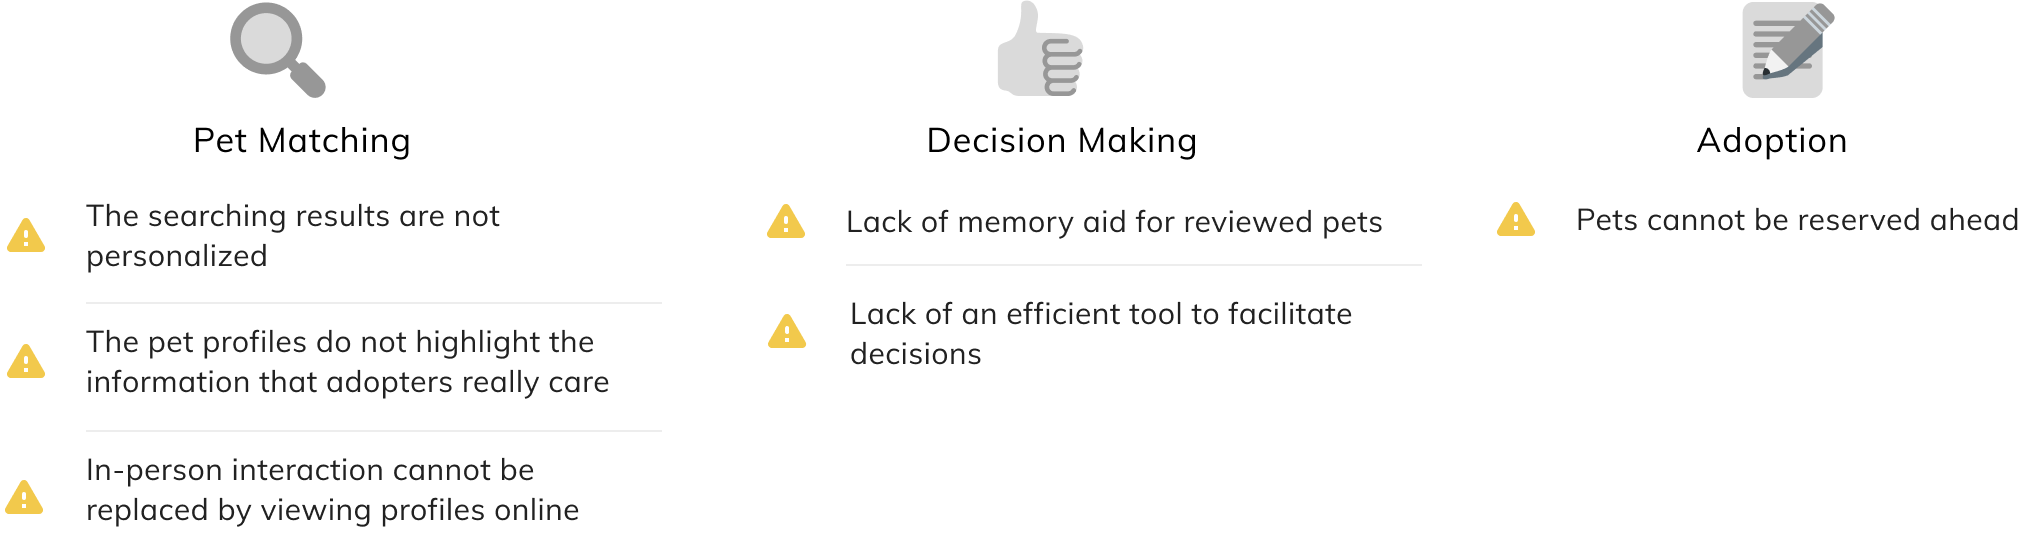 Pet Matching
The searching results are not
personalized
The pet profiles do not highlight the
information that adopters really care
In-person interaction cannot be
replaced by viewing profiles online
Decision Making
Lack of memory aid for reviewed pets
Lack of an efficient tool to facilitate
decisions
Adoption
Pets cannot be reserved ahead